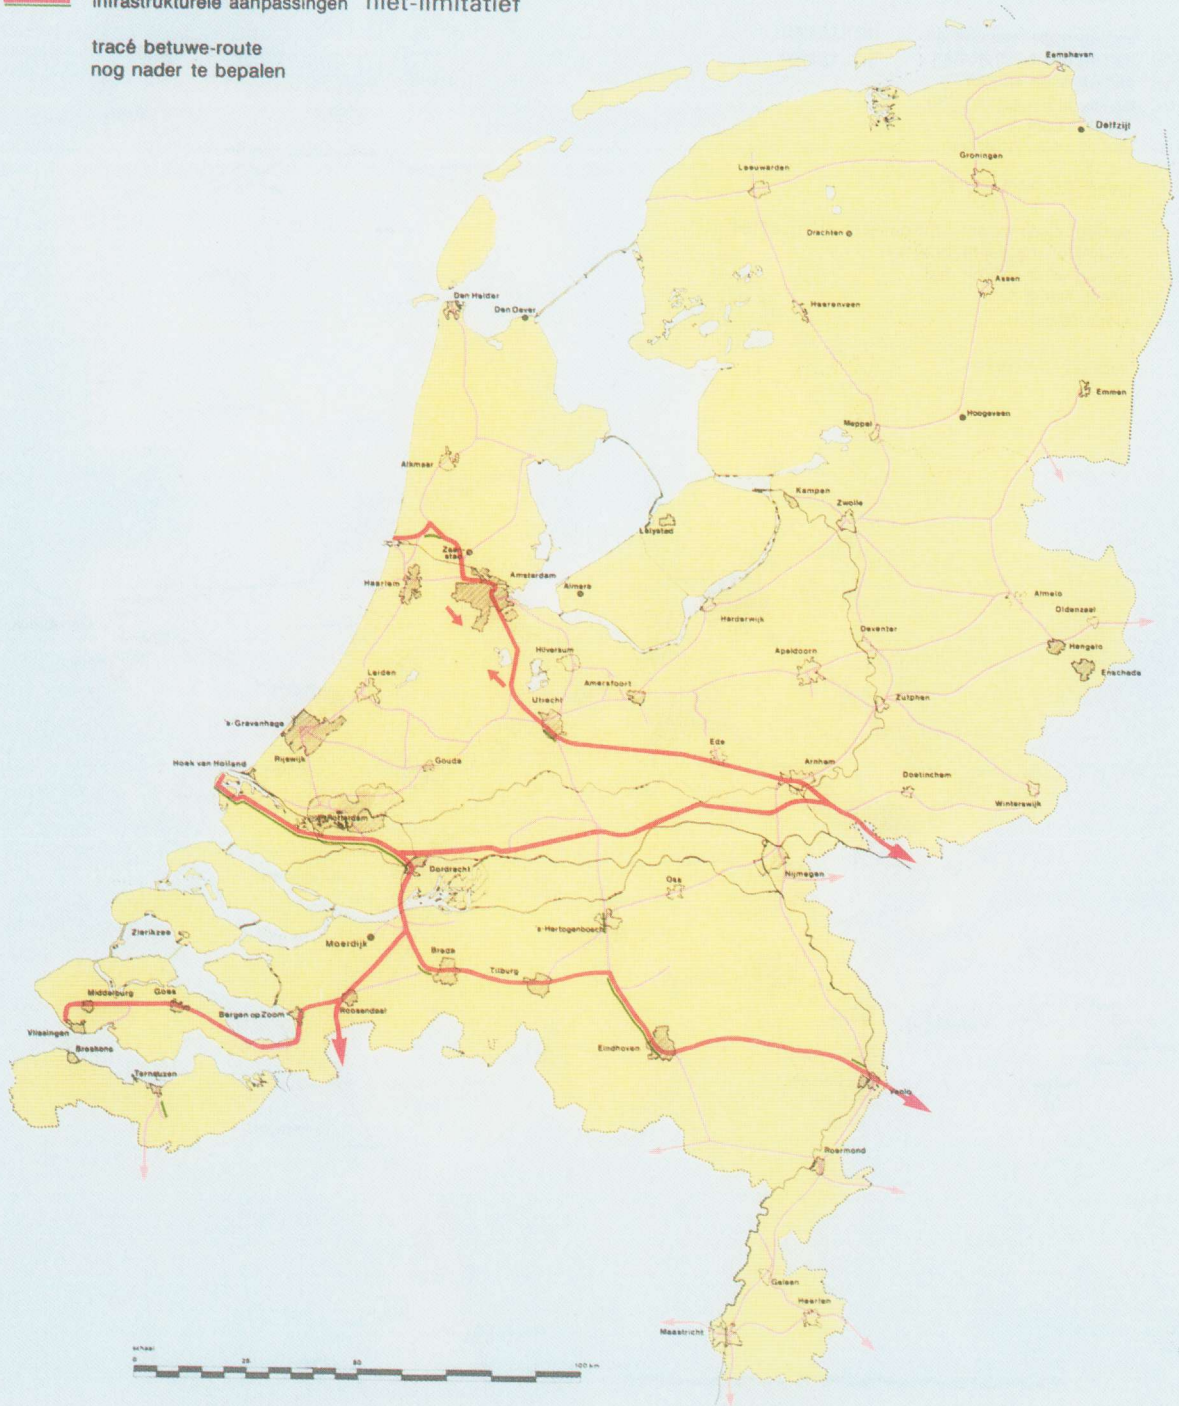 infrastrukturele aanpassingen niet-limitatief
tracé betuwe-route
nog nader te bepalen
Eemshaven
Delfzijl
Groningen
Leeuwarden
Drachten
Assen
Den Helder
Den Oever
Heerenveen
Emmen
Hoogeveen
Meppel
Alkmaar
Kampen
Zwolle
Lelystad
Zaan-
stad
Amsterdam
Haarlem
Almere
Almelo
Oldenzaal
Harderwijk
Deventer
Hengelo
Hilversum
Apeldoorn
Enschede
Leiden
Amersfoort
Utrecht
Zutphen
's-Gravenhage
Ede
Rijswijk
Gouda
Arnhem
Hoek van Holland
Doetinchem
Winterswijk
Rotterdam
Dordrecht
Nijmegen
Oss
Zierikzee
's-Hertogenbosch
Moerdijk
Breda
Tilburg
Middelburg
Goes
Bergen op Zoom
Roosendaal
Vlissingen
Eindhoven
Breskens
Terneuzen
Venlo
Roermond
Geleen
Heerlen
Maastricht
schaal
0 25 50 100 km